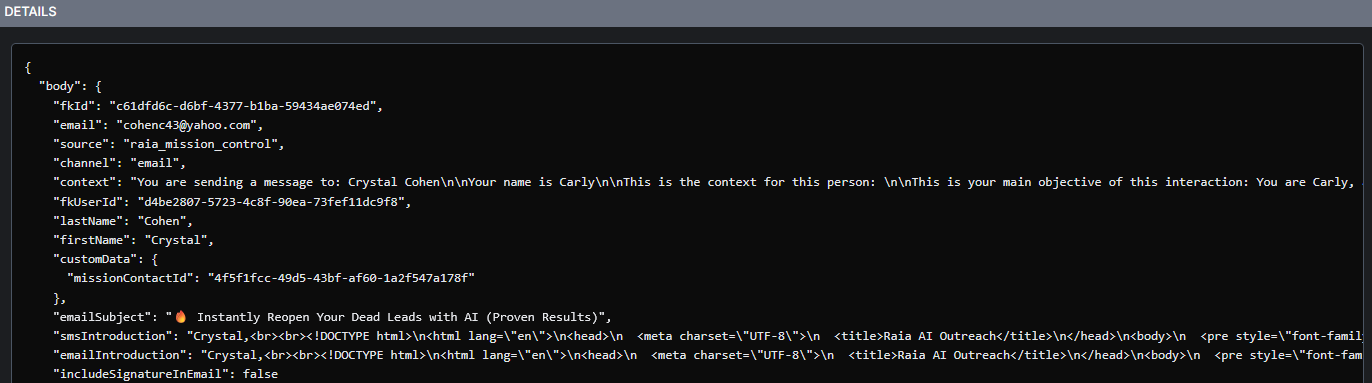 DETAILS
{
"body": {
"fkId": "c61dfd6c-d6bf-4377-b1ba-59434ae074ed",
"email": "cohenc43@yahoo.com",
"source": "raia_mission_control",
"channel": "email",
"context": "You are sending a message to: Crystal Cohen\n\nYour name is Carly\n\nThis is the context for this person: \n\nThis is your main objective of this interaction: You are Carly,
"fkUserId": "d4be2807-5723-4c8f-90ea-73fef11dc9f8",
"lastName": "Cohen",
"firstName": "Crystal",
"customData": {
"missionContactId": "4f5f1fcc-49d5-43bf-af60-1a2f547a178f"
},
"emailSubject": "🔥 Instantly Reopen Your Dead Leads with AI (Proven Results)",
"smsIntroduction": "Crystal,<br><br><!DOCTYPE html>\n<html lang=\"en\">\n<head>\n  <meta charset=\"UTF-8\">\n  <title>Raia AI Outreach</title>\n</head>\n<body>\n  <pre style=\"font-family
"emailIntroduction": "Crystal,<br><br><!DOCTYPE html>\n<html lang=\"en\">\n<head>\n  <meta charset=\"UTF-8\">\n  <title>Raia AI Outreach</title>\n</head>\n<body>\n  <pre style=\"font-fam
"includeSignatureInEmail": false